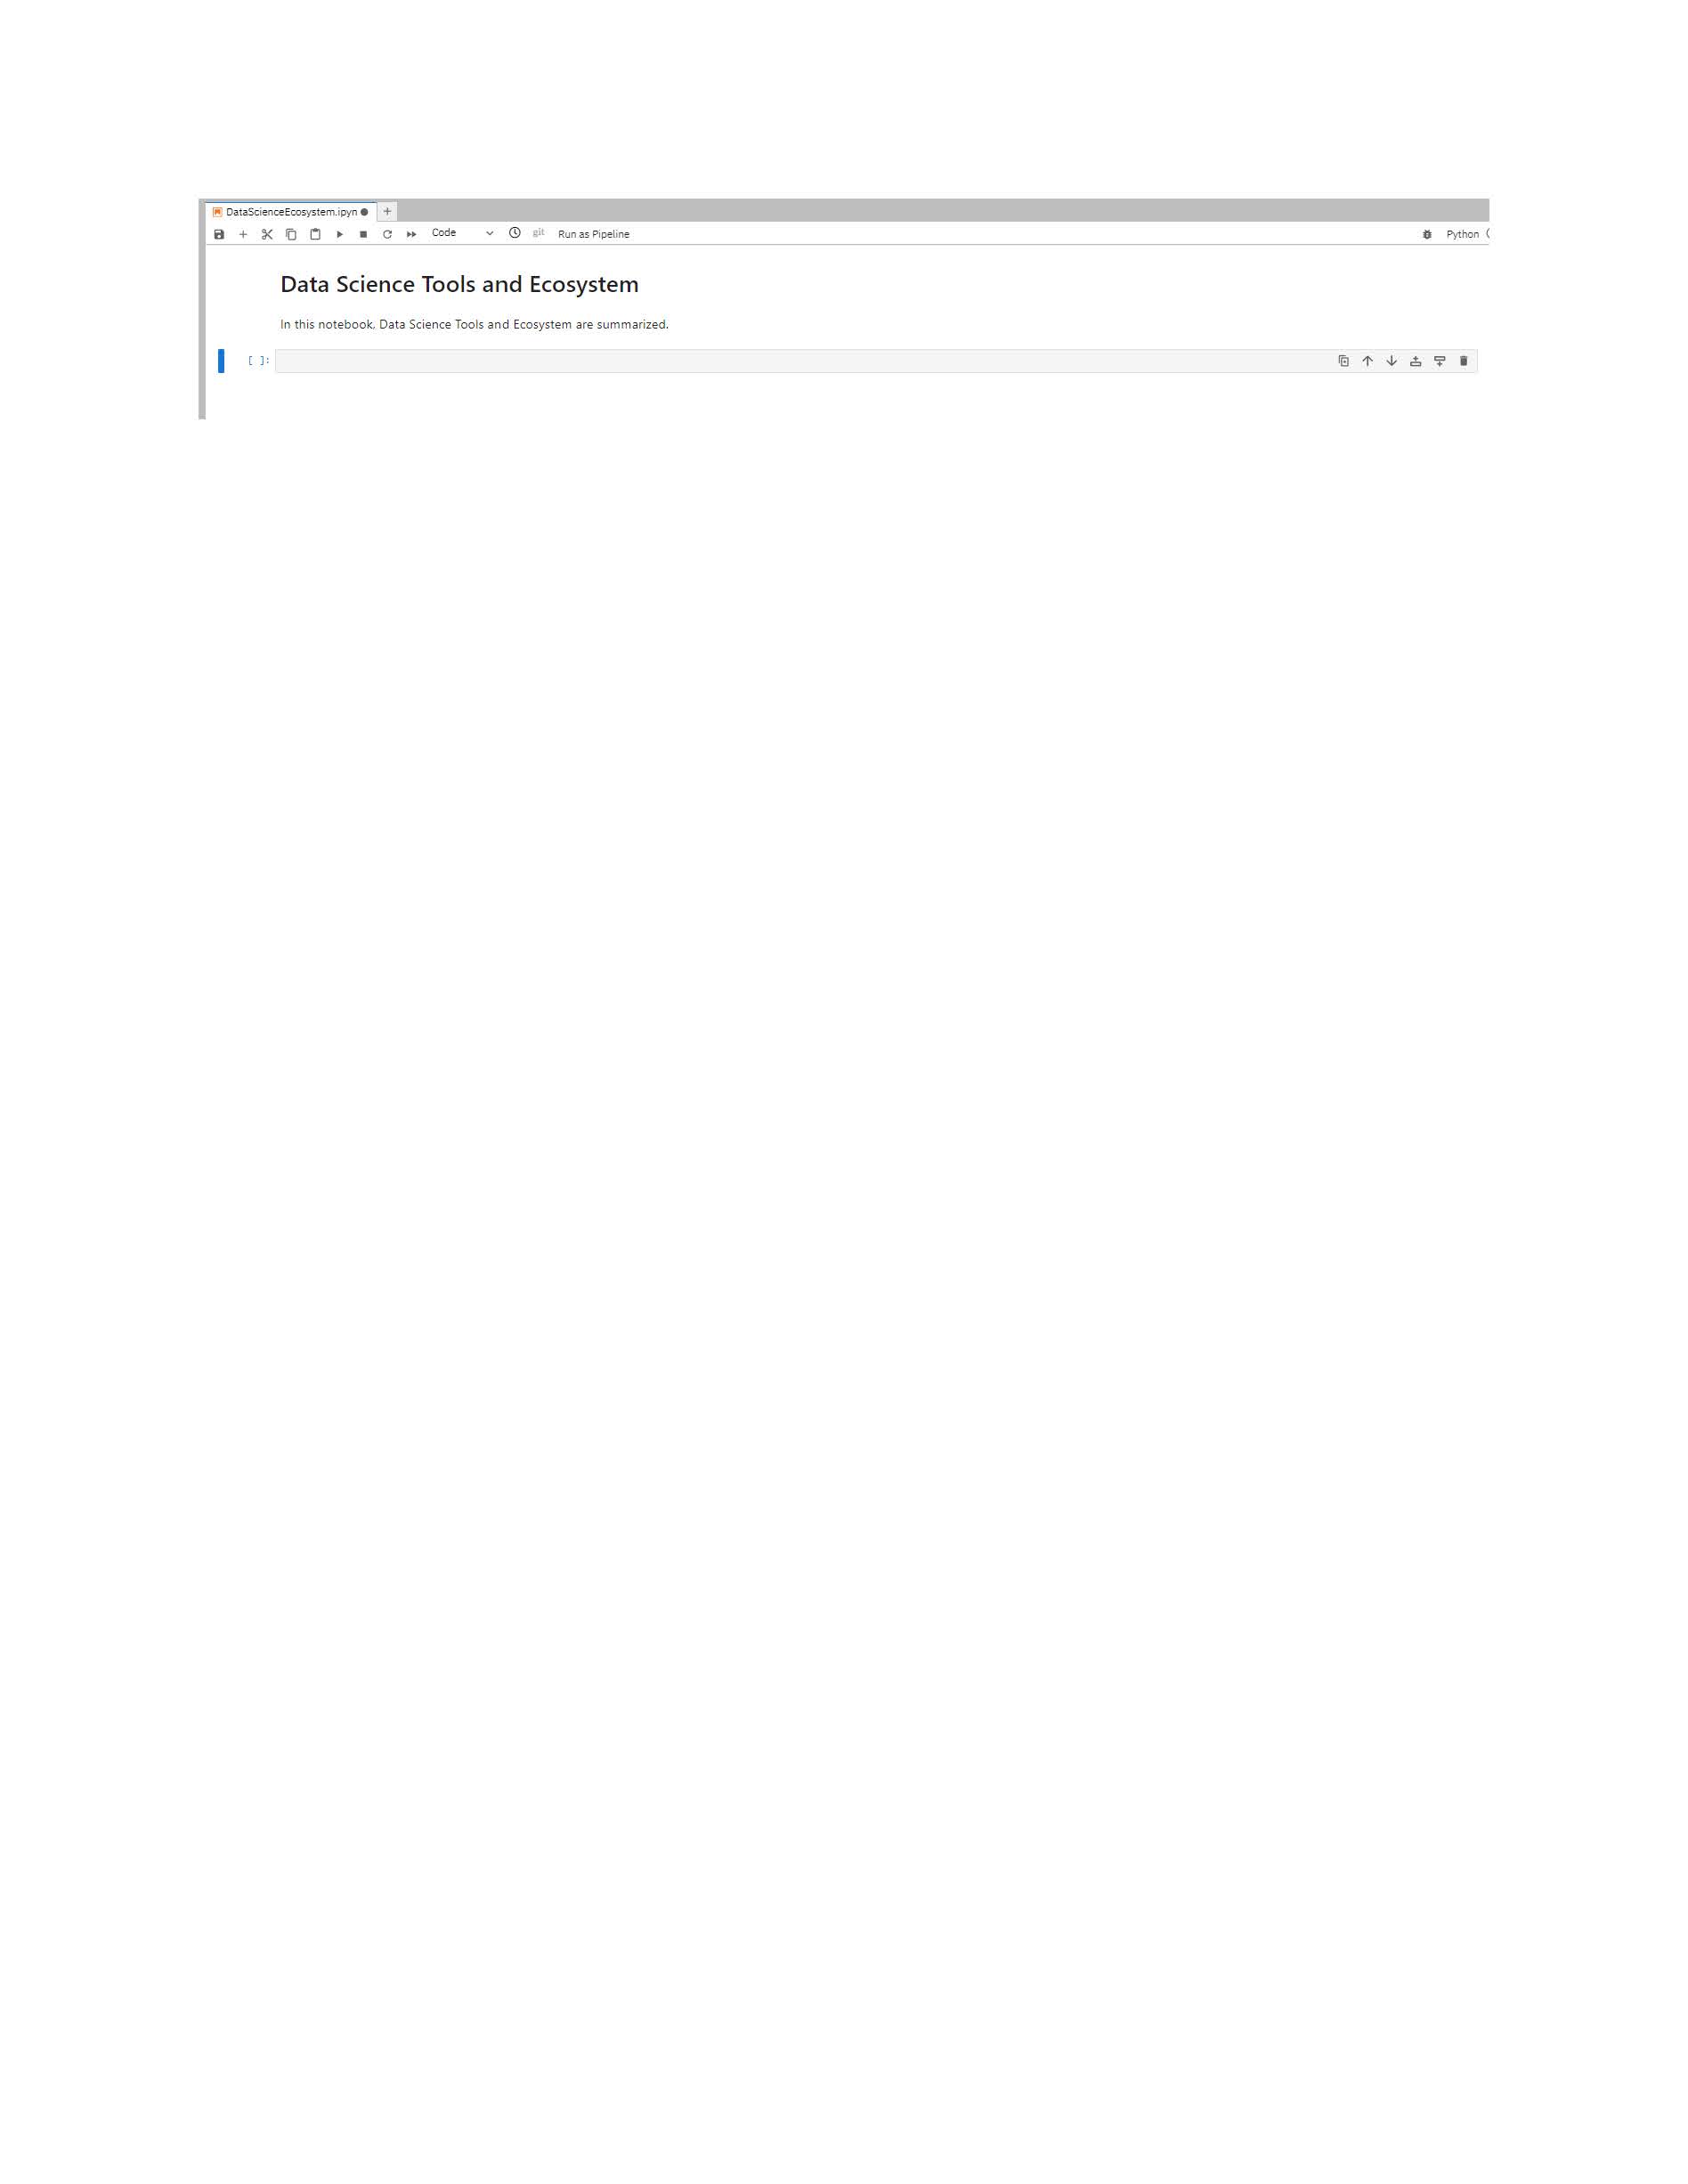 DataScienceEcosystem.ipyn
Code git Run as Pipeline Python
Data Science Tools and Ecosystem
In this notebook, Data Science Tools and Ecosystem are summarized.
[ ]: